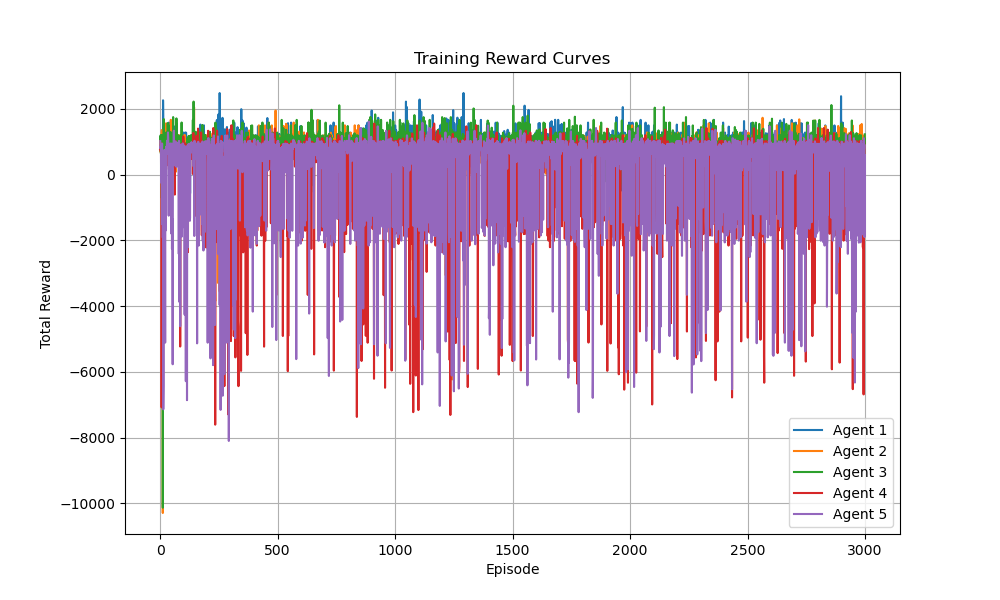 Training Reward Curves
Total Reward
2000
0
−2000
−4000
−6000
−8000
−10000
0 500 1000 1500 2000 2500 3000
Episode
Agent 1
Agent 2
Agent 3
Agent 4
Agent 5